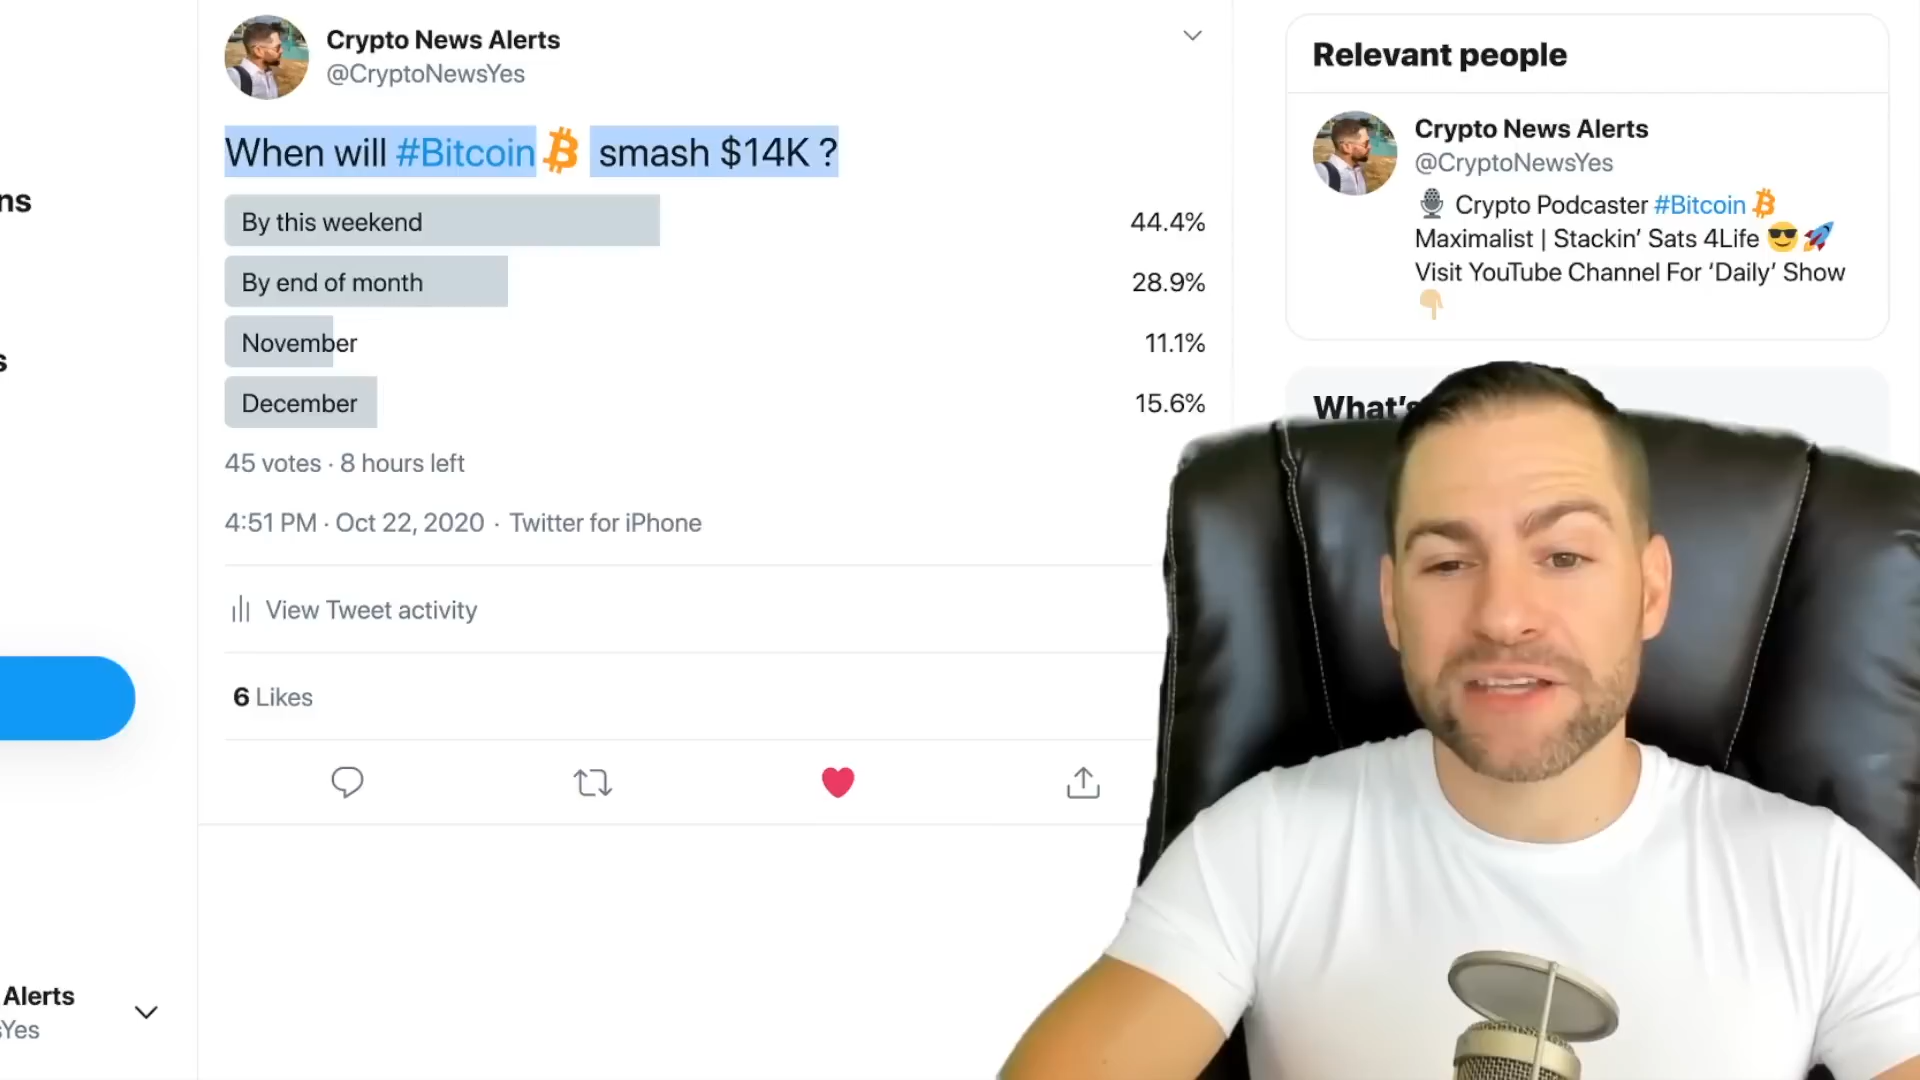 ns
s
Crypto News Alerts
@CryptoNewsYes
When will #Bitcoin smash $14K ?
By this weekend 44.4%
By end of month 28.9%
November 11.1%
December 15.6%
45 votes · 8 hours left
4:51 PM · Oct 22, 2020 · Twitter for iPhone
View Tweet activity
6 Likes
Alerts
sYes
Relevant people
Crypto News Alerts
@CryptoNewsYes
Crypto Podcaster #Bitcoin
Maximalist | Stackin’ Sats 4Life
Visit YouTube Channel For ‘Daily’ Show
What’s